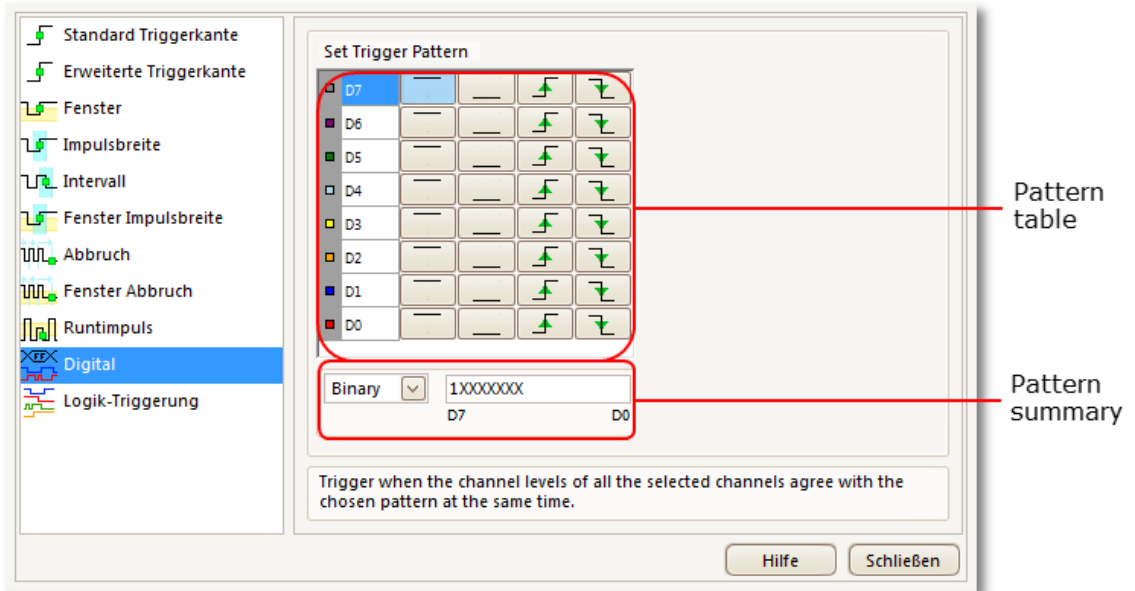 Standard Triggerkante
Erweiterte Triggerkante
Fenster
Impulsbreite
Intervall
Fenster Impulsbreite
Abbruch
Fenster Abbruch
Runtimpuls
Digital
Logik-Triggerung
Set Trigger Pattern
D7
D6
D5
D4
D3
D2
D1
D0
Binary
1XXXXXXX
D7 D0
Trigger when the channel levels of all the selected channels agree with the
chosen pattern at the same time.
Hilfe
Schließen
Pattern
table
Pattern
summary